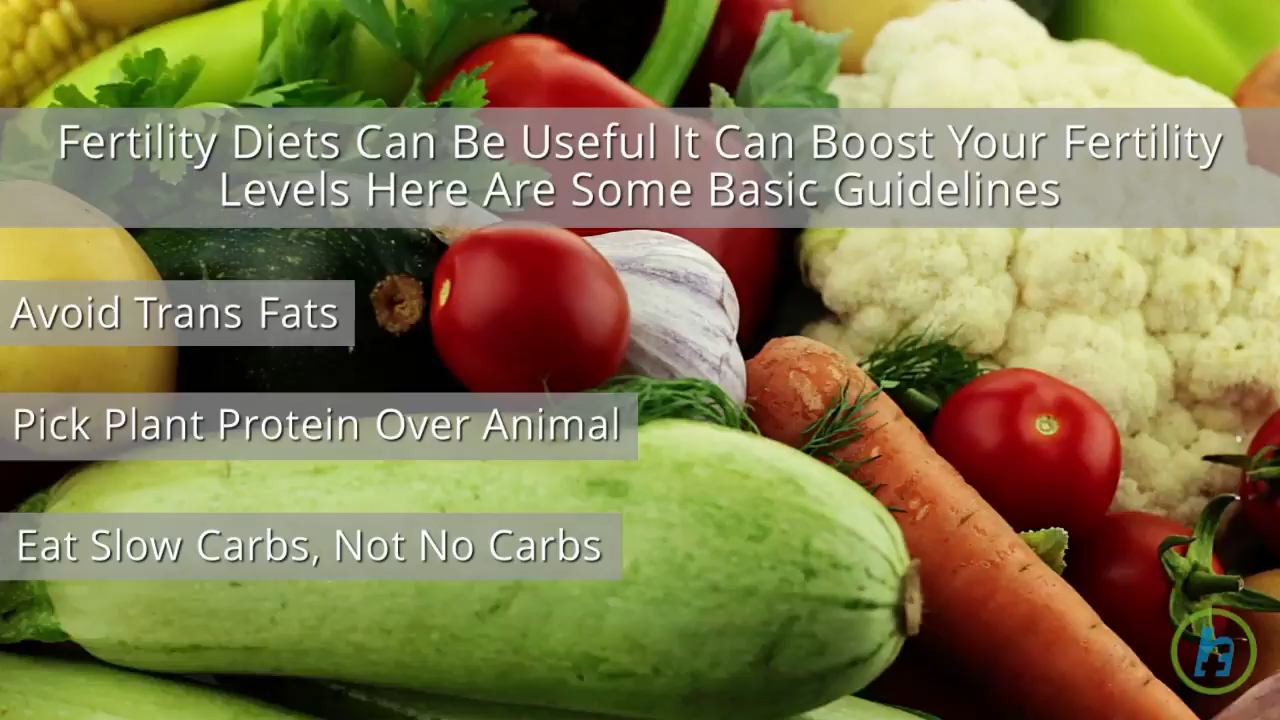 Fertility Diets Can Be Useful It Can Boost Your Fertility
Levels Here Are Some Basic Guidelines
Avoid Trans Fats
Pick Plant Protein Over Animal
Eat Slow Carbs, Not No Carbs